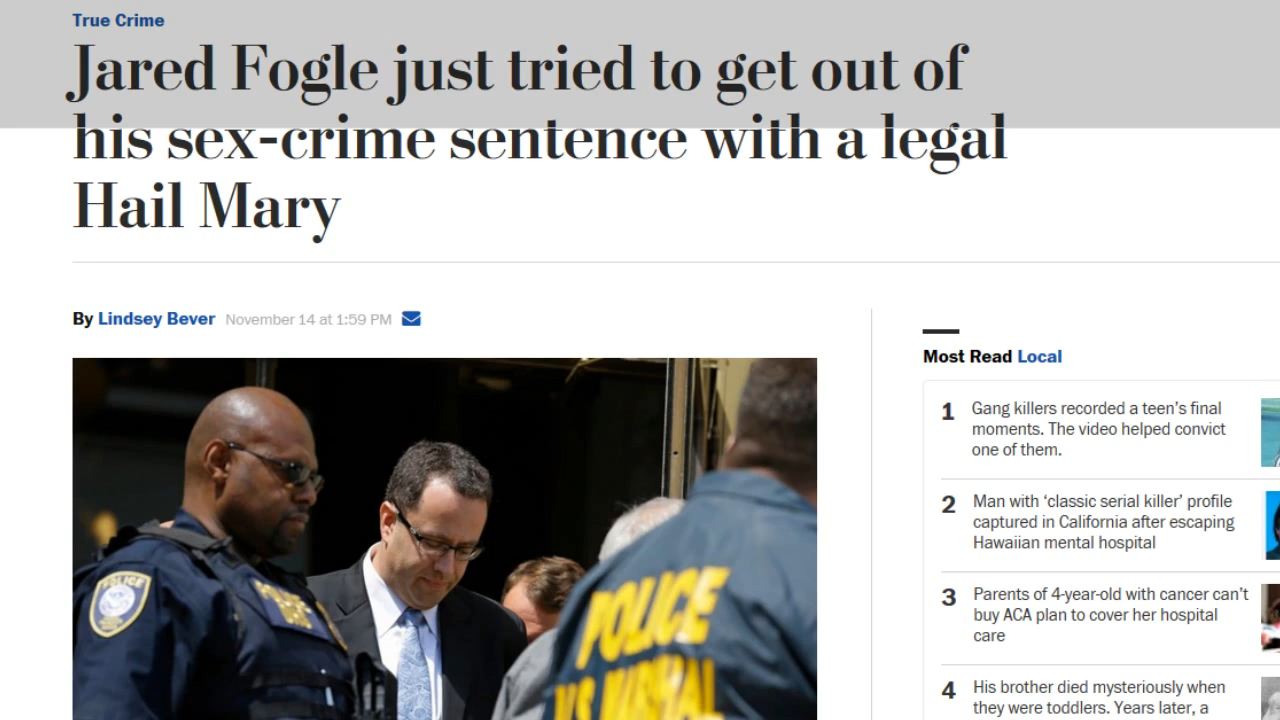 True Crime
Jared Fogle just tried to get out of
his sex-crime sentence with a legal
Hail Mary
By Lindsey Bever November 14 at 1:59 PM
Most Read Local
1 Gang killers recorded a teen’s final
moments. The video helped convict
one of them.
2 Man with ‘classic serial killer’ profile
captured in California after escaping
Hawaiian mental hospital
3 Parents of 4-year-old with cancer can’t
buy ACA plan to cover her hospital
care
4 His brother died mysteriously when
they were toddlers. Years later, a
POLICE
POLICE
POLICE
U.S. MARSHAL